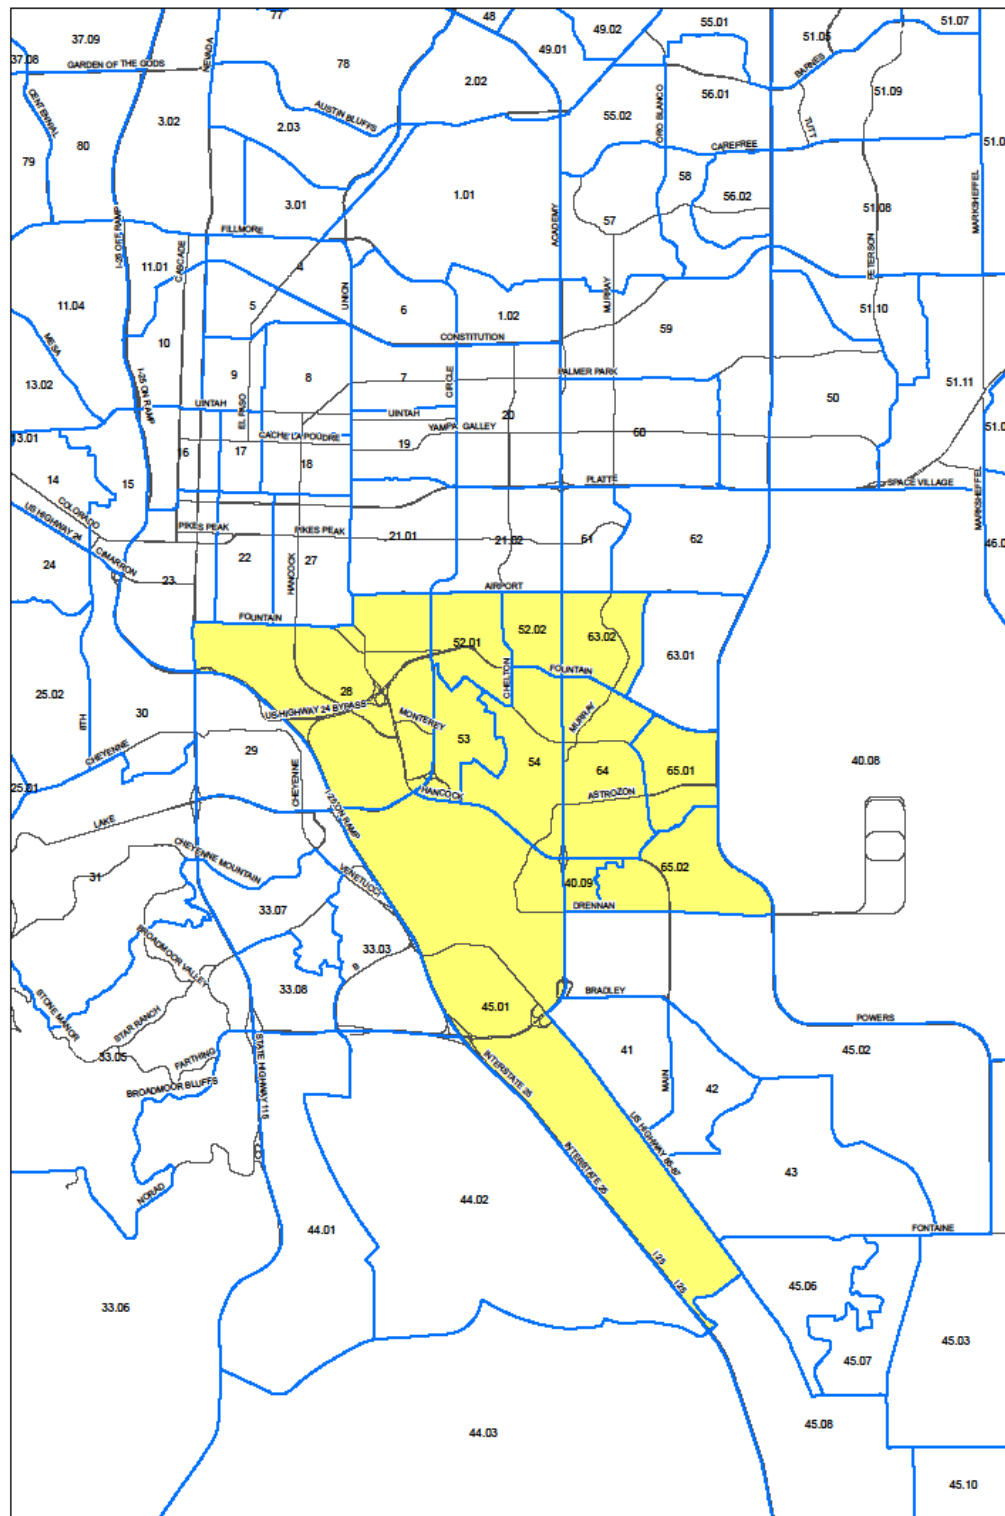 77
48
49.02
55.01
51.07
37.09
49.01
51.05
37.08
GARDEN OF THE GODS
NEVADA
78
2.02
BARNES
56.01
51.09
CENTENNIAL
AUSTIN BLUFFS
ORO BLANCO
3.02
2.03
55.02
TUTT
80
CAREFREE
79
58
56.02
1.01
3.01
57
51.08
FILLMORE
ACADEMY
MARKSHEFFEL
I-25 OFF RAMP
CASCADE
11.01
4
PETERSON
UNION
MURRAY
11.04
5
6
1.02
51.10
MESA
10
CONSTITUTION
59
I-25 ON RAMP
9
8
7
CIRCLE
PALMER PARK
13.02
51.11
50
UINTAH
EL PASO
UINTAH
20
YAMPA
GALLEY
60
13.01
CACHE LA POUDRE
19
16
17
18
14
15
PLATTE
SPACE VILLAGE
COLORADO
US HIGHWAY 24
MARKSHEFFEL
PIKES PEAK
PIKES PEAK
21.01
21.02
61
62
CIMARRON
24
22
27
HANCOCK
23
AIRPORT
FOUNTAIN
52.02
63.02
52.01
63.01
CHELTON
FOUNTAIN
25.02
28
US HIGHWAY 24 BYPASS
8TH
30
MONTEREY
MURRAY
53
CHEYENNE
29
54
64
65.01
40.08
25.01
CHEYENNE
HANCOCK
ASTROZON
I-25 ON RAMP
LAKE
CHEYENNE MOUNTAIN
VENETUCCI
31
65.02
40.09
33.07
DRENNAN
BROADMOOR VALLEY
33.03
B
33.08
STONE MANOR
45.01
BRADLEY
STAR RANCH
POWERS
33.05
FARTHING
STATE HIGHWAY 115
41
45.02
BROADMOOR BLUFFS
INTERSTATE 25
MAIN
42
US HIGHWAY 85-87
INTERSTATE 25
43
NORAD
44.02
44.01
FONTAINE
I 25
I 25
45.06
33.06
45.03
45.07
45.08
44.03
45.10